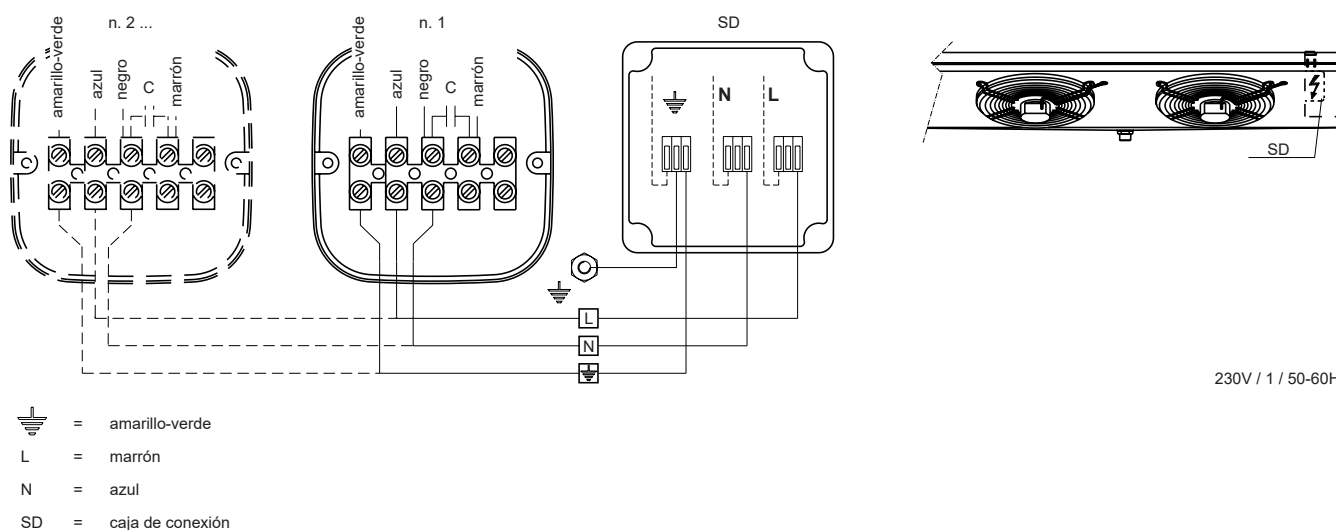 n. 2 ...
n. 1
SD
amarillo-verde
azul
negro
C
marrón
amarillo-verde
azul
negro
C
marrón
N
L
SD
L
N
230V / 1 / 50-60H
= amarillo-verde
L = marrón
N = azul
SD = caja de conexión